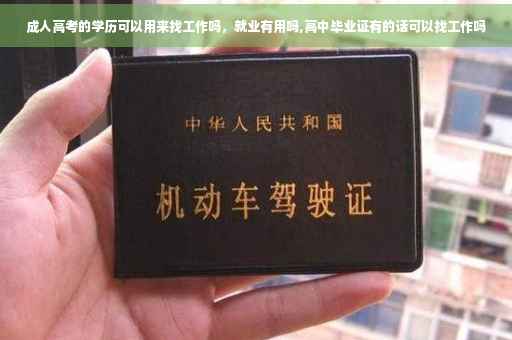 成人高考的学历可以用来找工作吗，就业有用吗,高中毕业证有的话可以找工作吗
中华人民共和国
机动车驾驶证